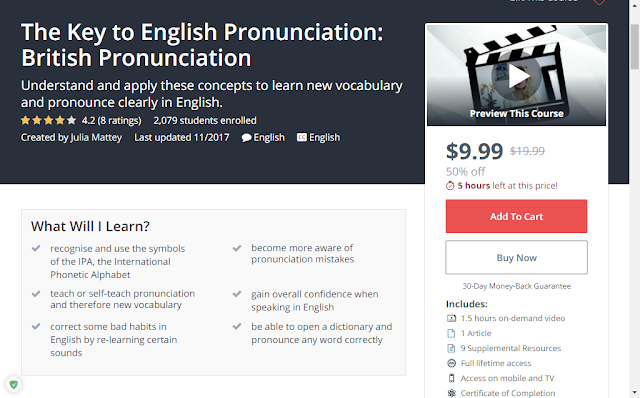 The Key to English Pronunciation:
British Pronunciation
Understand and apply these concepts to learn new vocabulary
and pronounce clearly in English.
4.2 (8 ratings) 2,079 students enrolled
Created by Julia Mattey Last updated 11/2017 English English
Preview This Course
$9.99 $19.99
50% off
5 hours left at this price!
Add To Cart
Buy Now
30-Day Money-Back Guarantee
Includes:
1.5 hours on-demand video
1 Article
9 Supplemental Resources
Full lifetime access
Access on mobile and TV
Certificate of Completion
What Will I Learn?
recognise and use the symbols
of the IPA, the International
Phonetic Alphabet
teach or self-teach pronunciation
and therefore new vocabulary
correct some bad habits in
English by re-learning certain
sounds
become more aware of
pronunciation mistakes
gain overall confidence when
speaking in English
be able to open a dictionary and
pronounce any word correctly